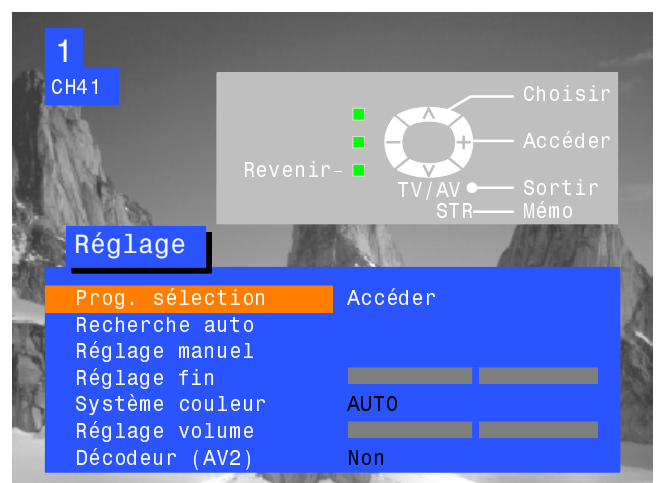 1
CH41
Choisir
Accéder
Revenir-
TV/AV
Sortir
STR
Mémo
Réglage
Prog. sélection Accéder
Recherche auto
Réglage manuel
Réglage fin
Système couleur AUTO
Réglage volume
Décodeur (AV2) Non